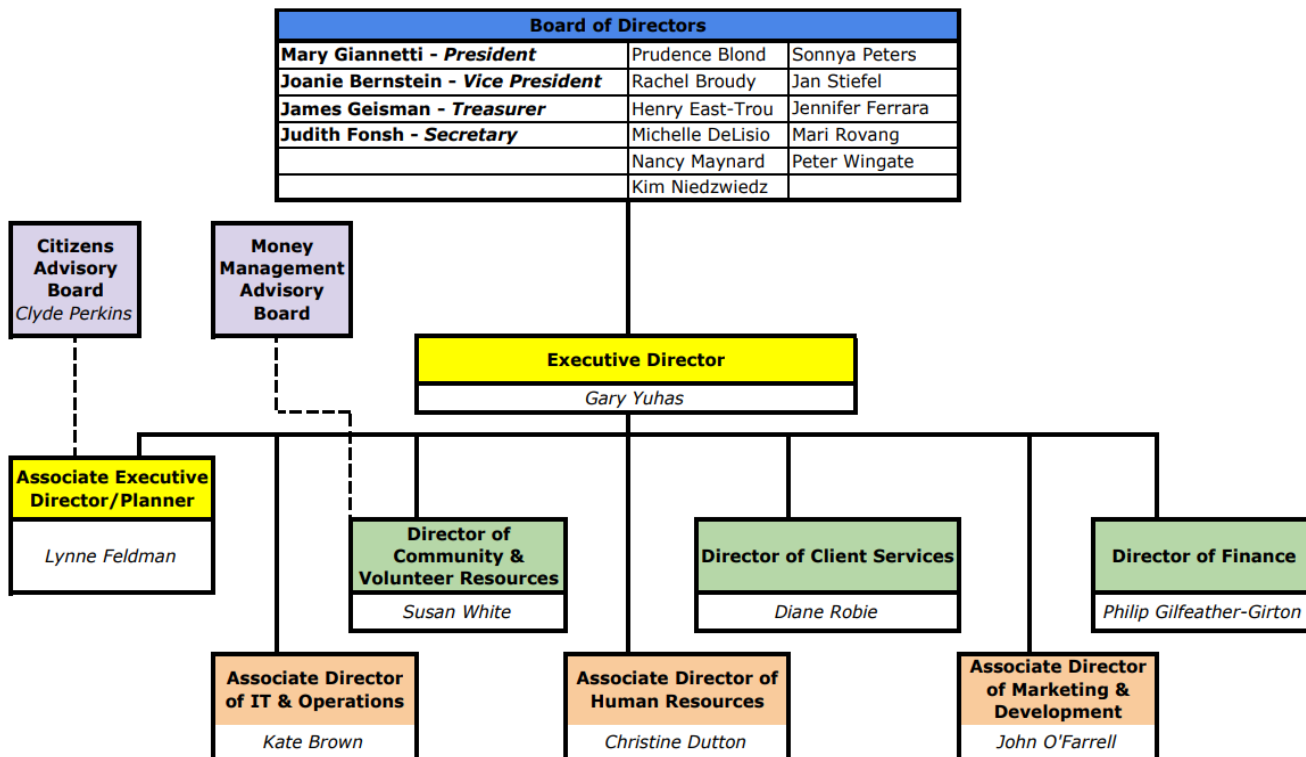 Board of Directors
Mary Giannetti - President Prudence Blond Sonnya Peters
Joanie Bernstein - Vice President Rachel Broudy Jan Stiefel
James Geisman - Treasurer Henry East-Trou Jennifer Ferrara
Judith Fonsh - Secretary Michelle DeLisio Mari Rovang
Nancy Maynard Peter Wingate
Kim Niedzwiedz
Citizens
Advisory
Board
Clyde Perkins
Money
Management
Advisory
Board
Executive Director
Gary Yuhas
Associate Executive
Director/Planner
Lynne Feldman
Director of
Community &
Volunteer Resources
Susan White
Director of Client Services
Diane Robie
Director of Finance
Philip Gilfeather-Girton
Associate Director
of IT & Operations
Kate Brown
Associate Director of
Human Resources
Christine Dutton
Associate Director
of Marketing &
Development
John O'Farrell